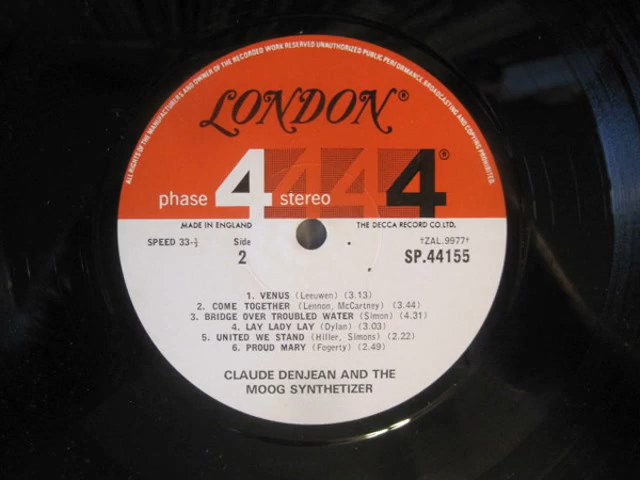 ALL RIGHTS OF THE MANUFACTURERS AND OWNER OF THE RECORDED WORK RESERVED UNAUTHORIZED PUBLIC PERFORMANCE, BROADCASTING AND COPYING PROHIBITED.
LONDON®
phase 4 stereo 4 4 4®
MADE IN ENGLAND THE DECCA RECORD CO. LTD.
SPEED 33-⅓ Side †ZAL.9977†
2 SP.44155
1. VENUS (Leeuwen) (3.13)
2. COME TOGETHER (Lennon, McCartney) (3.44)
3. BRIDGE OVER TROUBLED WATER (Simon) (4.31)
4. LAY LADY LAY (Dylan) (3.03)
5. UNITED WE STAND (Hiller, Simons) (2.22)
6. PROUD MARY (Fogerty) (2.49)
CLAUDE DENJEAN AND THE
MOOG SYNTHETIZER